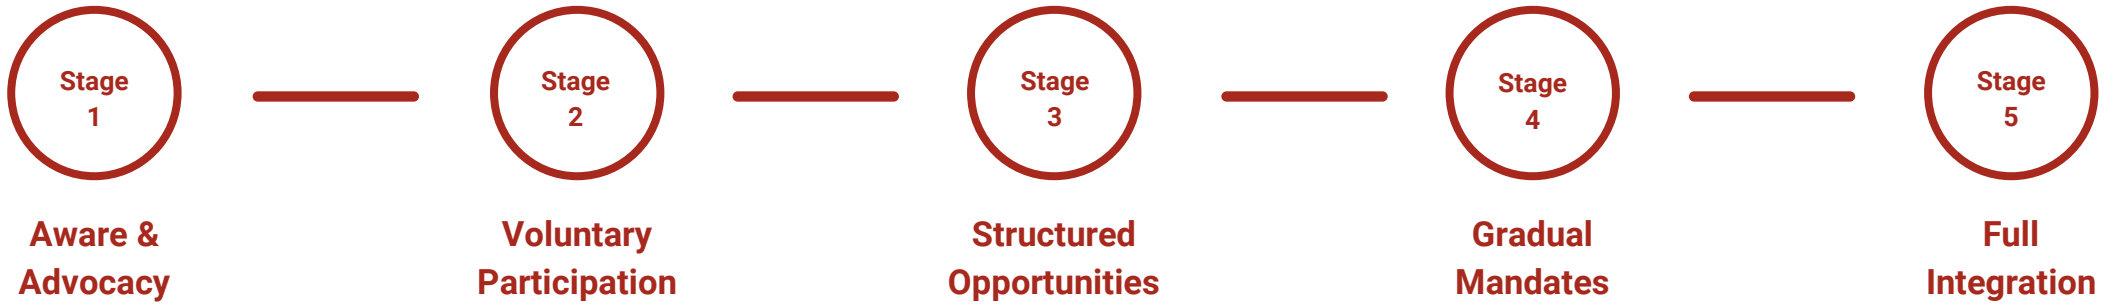 Stage
1
Stage
2
Stage
3
Stage
4
Stage
5
Aware &
Advocacy
Voluntary
Participation
Structured
Opportunities
Gradual
Mandates
Full
Integration